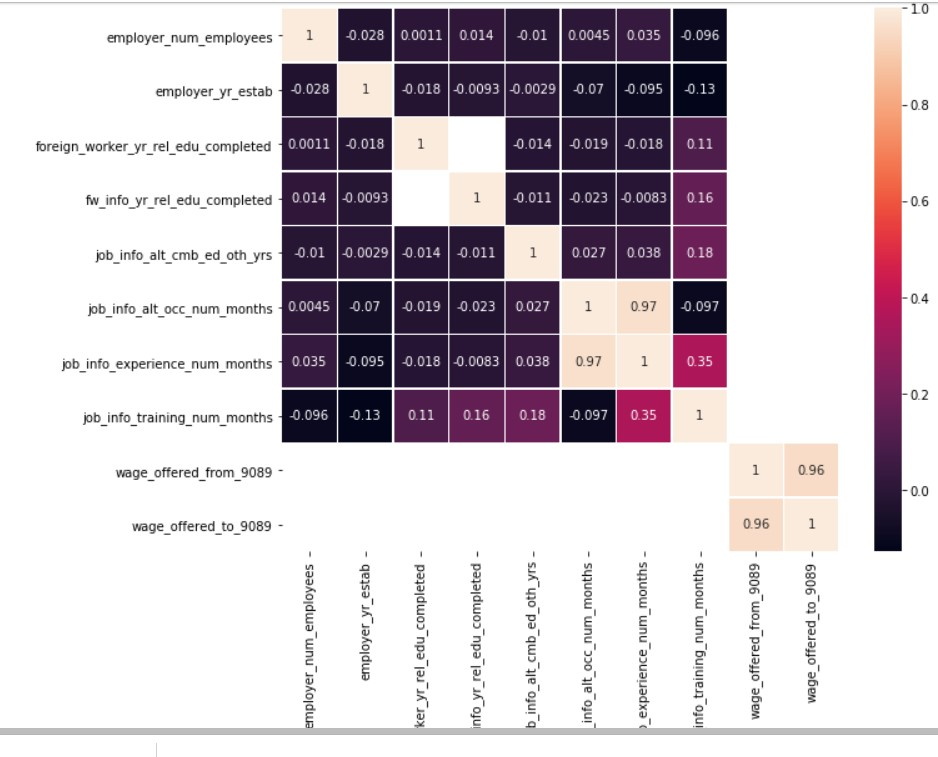 employer_num_employees 1 -0.028 0.0011 0.014 -0.01 0.0045 0.035 -0.096
employer_yr_estab -0.028 1 -0.018 -0.0093 -0.0029 -0.07 -0.095 -0.13
foreign_worker_yr_rel_edu_completed 0.0011 -0.018 1 -0.014 -0.019 -0.018 0.11
fw_info_yr_rel_edu_completed 0.014 -0.0093 1 -0.011 -0.023 -0.0083 0.16
job_info_alt_cmb_ed_oth_yrs -0.01 -0.0029 -0.014 -0.011 1 0.027 0.038 0.18
job_info_alt_occ_num_months 0.0045 -0.07 -0.019 -0.023 0.027 1 0.97 -0.097
job_info_experience_num_months 0.035 -0.095 -0.018 -0.0083 0.038 0.97 1 0.35
job_info_training_num_months -0.096 -0.13 0.11 0.16 0.18 -0.097 0.35 1
wage_offered_from_9089 1 0.96
wage_offered_to_9089 0.96 1
employer_num_employees
employer_yr_estab
ker_yr_rel_edu_completed
info_yr_rel_edu_completed
b_info_alt_cmb_ed_oth_yrs
_info_alt_occ_num_months
o_experience_num_months
info_training_num_months
wage_offered_from_9089
wage_offered_to_9089
1.0
0.8
0.6
0.4
0.2
0.0